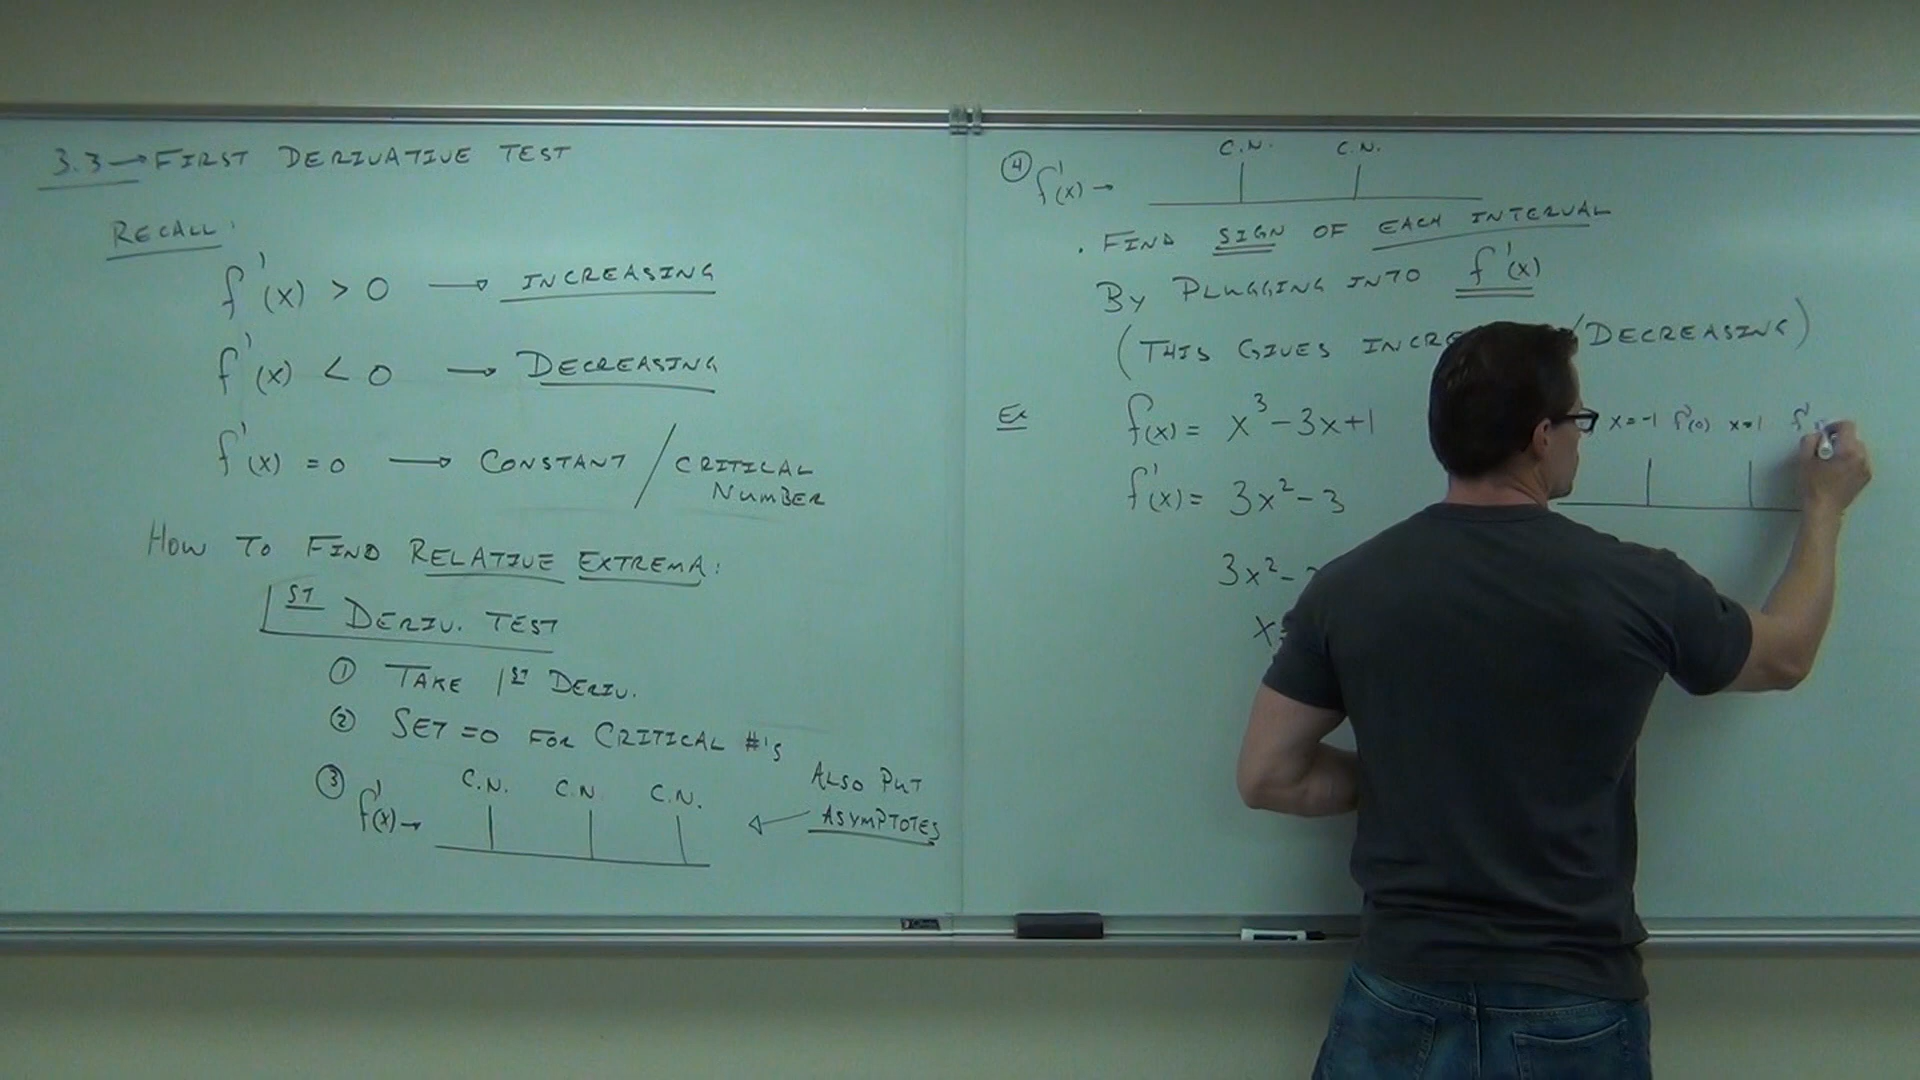 3.3 → FIRST DERIVATIVE TEST
RECALL:
f'(x) > 0 → INCREASING
f'(x) < 0 → DECREASING
f'(x) = 0 → CONSTANT / CRITICAL NUMBER
HOW TO FIND RELATIVE EXTREMA:
1ST DERIV. TEST
① TAKE 1ST DERIV.
② SET =0 FOR CRITICAL #'S
③ f'(x) → C.N. C.N C.N.
ALSO PUT
ASYMPTOTES
④ f'(x) → C.N. C.N.
. FIND SIGN OF EACH INTERVAL
BY PLUGGING INTO f'(x)
(THIS GIVES /DECREASING)
Ex f(x) = x³-3x+1
x=-1 f'(0) x=1 f'
f'(x) = 3x²-3
3x²-
x=